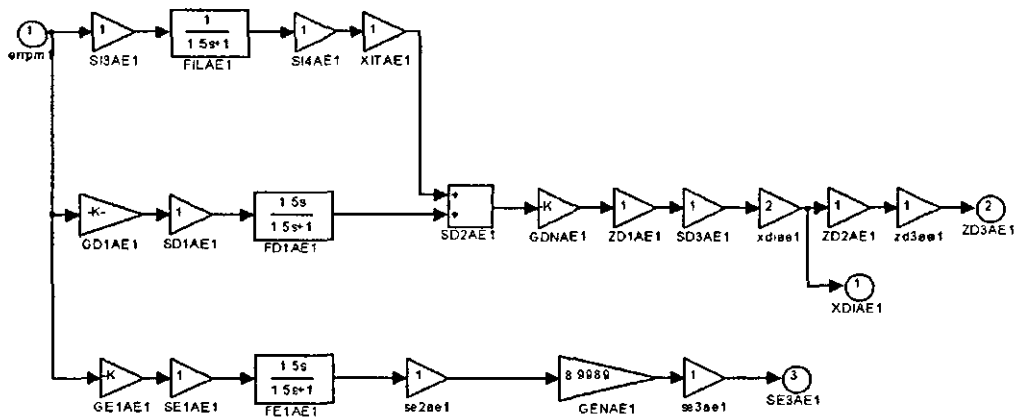 1
errpm1
1
SI3AE1
1
1.5s+1
FILAE1
1
SI4AE1
1
XITAE1
-K-
GD1AE1
1
SD1AE1
1.5s
1.5s+1
FD1AE1
+
+
SD2AE1
-K
GDNAE1
1
ZD1AE1
1
SD3AE1
2
xdiae1
1
ZD2AE1
1
zd3ae1
2
ZD3AE1
1
XDIAE1
-K
GE1AE1
1
SE1AE1
1.5s
1.5s+1
FE1AE1
1
se2ae1
8.9989
GENAE1
1
se3ae1
3
SE3AE1